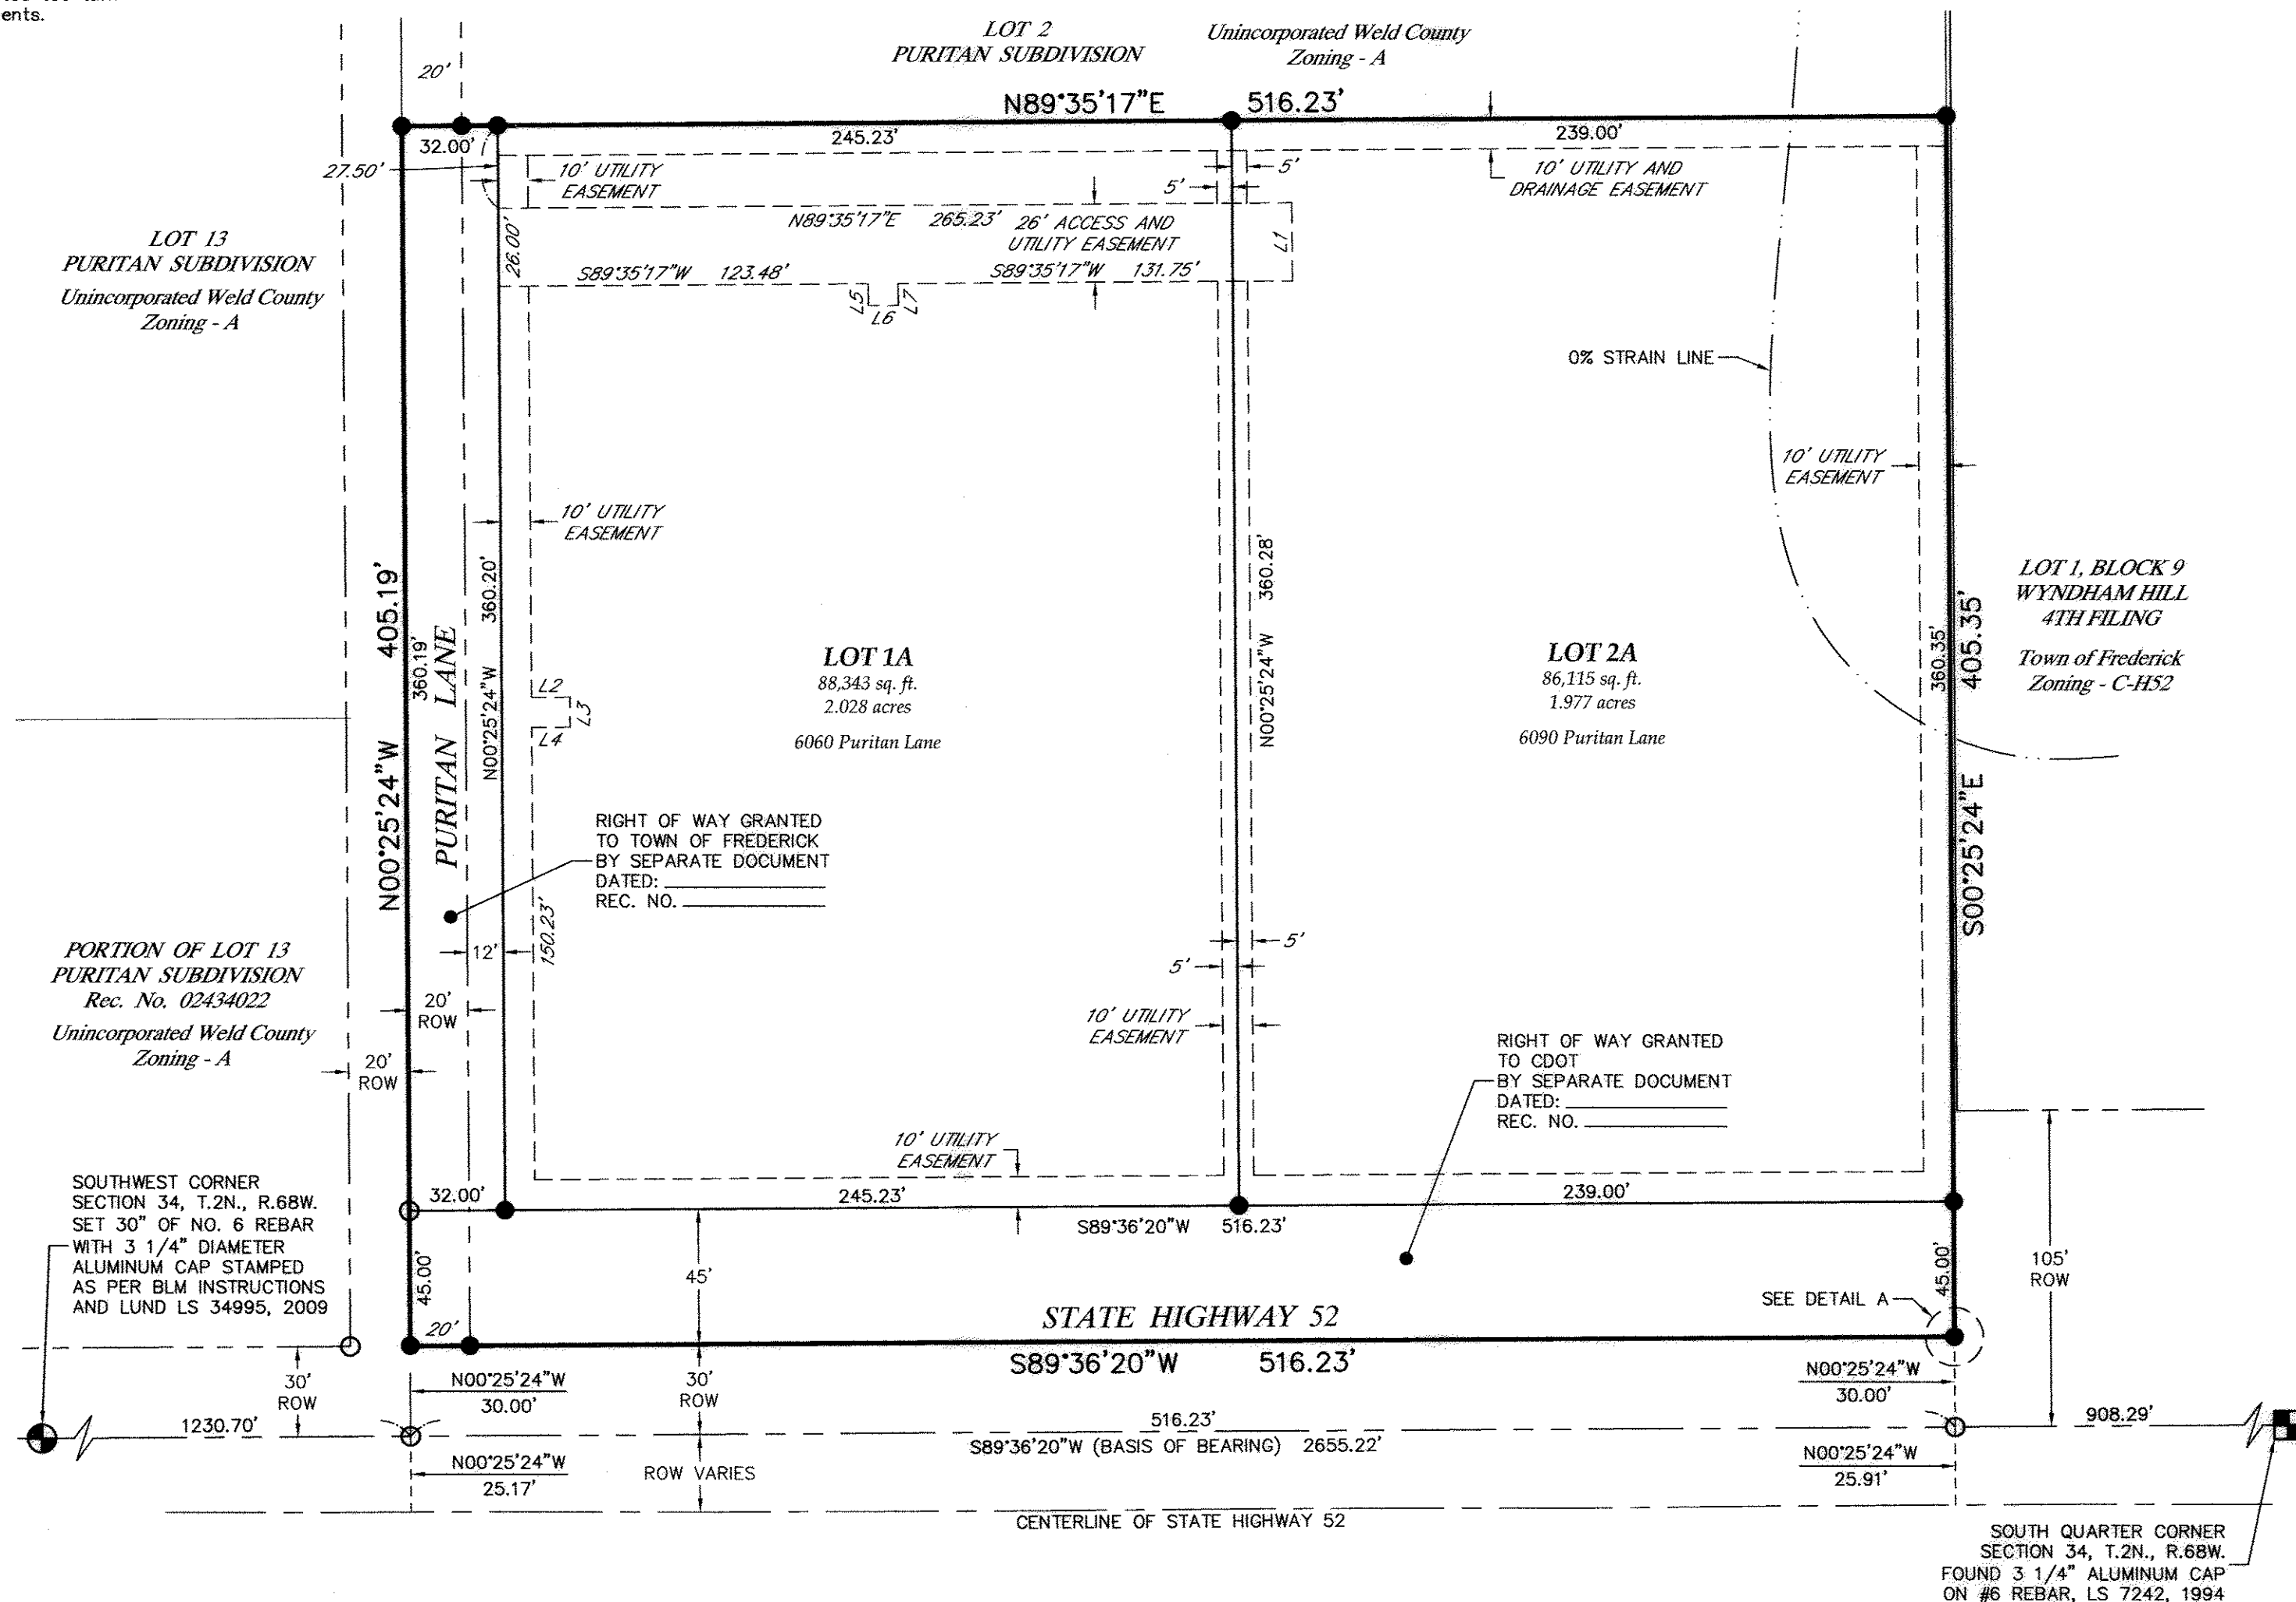 ents.
LOT 2
PURITAN SUBDIVISION
Unincorporated Weld County
Zoning - A
20'
N89°35'17"E 516.23'
32.00'
245.23'
239.00'
27.50'
10' UTILITY
EASEMENT
5'
5'
10' UTILITY AND
DRAINAGE EASEMENT
N89°35'17"E 265.23'
26' ACCESS AND
UTILITY EASEMENT
L1
26.00'
S89°35'17"W 123.48'
S89°35'17"W 131.75'
L5
L6
L7
LOT 13
PURITAN SUBDIVISION
Unincorporated Weld County
Zoning - A
0% STRAIN LINE
10' UTILITY
EASEMENT
10' UTILITY
EASEMENT
N00°25'24"W 405.19'
360.19'
PURITAN LANE
N00°25'24"W 360.20'
L2
L3
L4
LOT 1A
88,343 sq. ft.
2.028 acres
6060 Puritan Lane
N00°25'24"W 360.28'
LOT 2A
86,115 sq. ft.
1.977 acres
6090 Puritan Lane
360.35'
S00°25'24"E 405.35'
LOT 1, BLOCK 9
WYNDHAM HILL
4TH FILING
Town of Frederick
Zoning - C-H52
RIGHT OF WAY GRANTED
TO TOWN OF FREDERICK
BY SEPARATE DOCUMENT
DATED:
REC. NO.
150.23'
12'
PORTION OF LOT 13
PURITAN SUBDIVISION
Rec. No. 02434022
Unincorporated Weld County
Zoning - A
20'
ROW
20'
ROW
5'
5'
10' UTILITY
EASEMENT
RIGHT OF WAY GRANTED
TO CDOT
BY SEPARATE DOCUMENT
DATED:
REC. NO.
10' UTILITY
EASEMENT
SOUTHWEST CORNER
SECTION 34, T.2N., R.68W.
SET 30" OF NO. 6 REBAR
WITH 3 1/4" DIAMETER
ALUMINUM CAP STAMPED
AS PER BLM INSTRUCTIONS
AND LUND LS 34995, 2009
32.00'
245.23'
239.00'
S89°36'20"W 516.23'
45.00'
45'
45.00'
105'
ROW
SEE DETAIL A
STATE HIGHWAY 52
20'
S89°36'20"W 516.23'
30'
ROW
N00°25'24"W
30.00'
30'
ROW
N00°25'24"W
30.00'
1230.70'
516.23'
908.29'
S89°36'20"W (BASIS OF BEARING) 2655.22'
N00°25'24"W
25.17'
ROW VARIES
N00°25'24"W
25.91'
CENTERLINE OF STATE HIGHWAY 52
SOUTH QUARTER CORNER
SECTION 34, T.2N., R.68W.
FOUND 3 1/4" ALUMINUM CAP
ON #6 REBAR, LS 7242, 1994